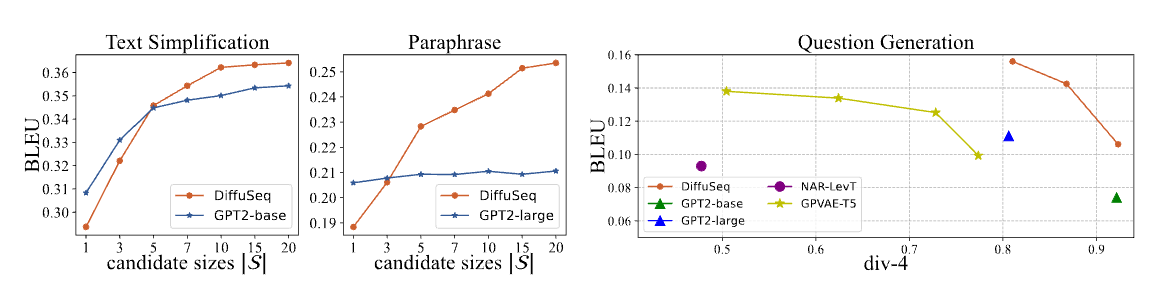 Text Simplification
BLEU
0.36
0.35
0.34
0.33
0.32
0.31
0.30
DiffuSeq
GPT2-base
1 3 5 7 10 15 20
candidate sizes |S|
Paraphrase
0.25
0.24
0.23
0.22
0.21
0.20
0.19
DiffuSeq
GPT2-large
1 3 5 7 10 15 20
candidate sizes |S|
Question Generation
BLEU
0.16
0.14
0.12
0.10
0.08
0.06
DiffuSeq
GPT2-base
GPT2-large
NAR-LevT
GPVAE-T5
0.5 0.6 0.7 0.8 0.9
div-4